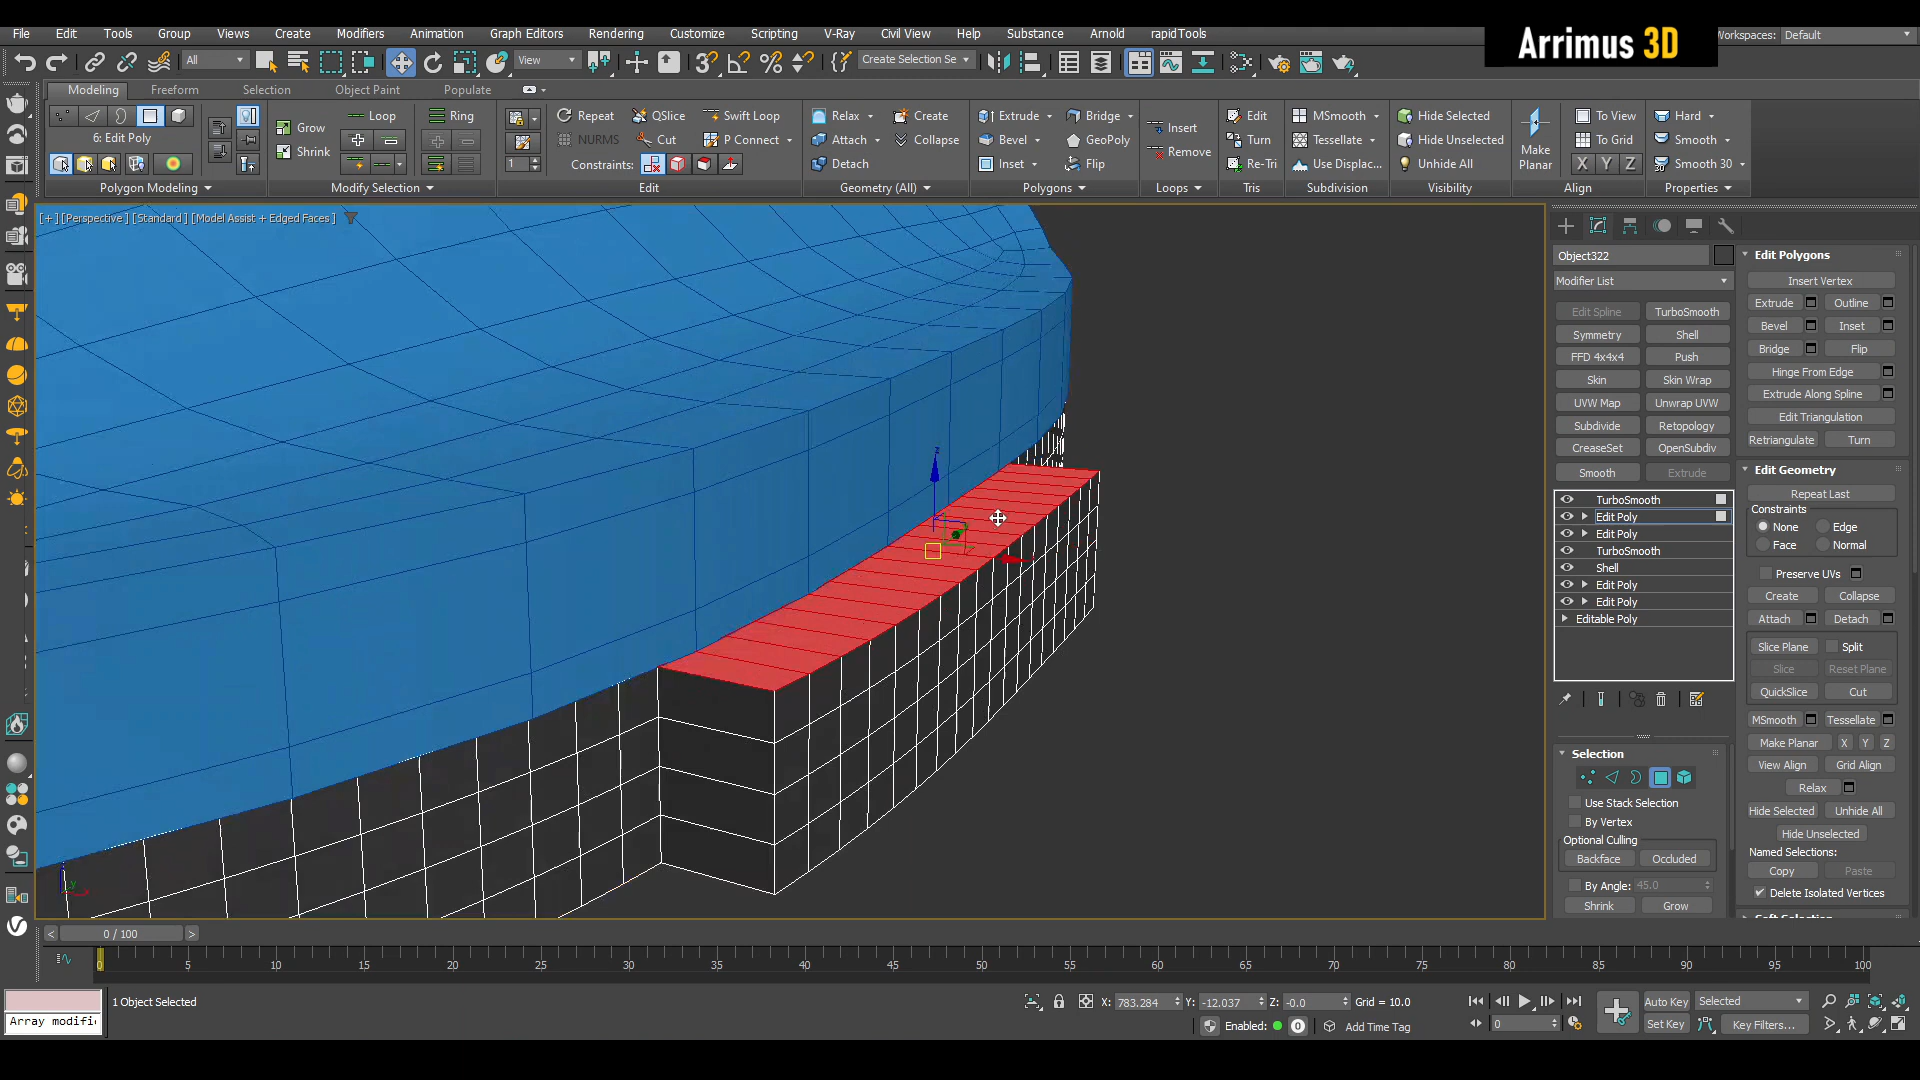 File Edit Tools Group Views Create Modifiers Animation Graph Editors Rendering Customize Scripting V-Ray Civil View Help Substance Arnold rapidTools
Arrimus 3D
Workspaces: Default
All View Create Selection Se
Modeling Freeform Selection Object Paint Populate
6: Edit Poly
Polygon Modeling
Grow Shrink Loop Ring
Modify Selection
Repeat QSlice Swift Loop
NURMS Cut P Connect
1 Constraints:
Edit
Relax Create
Attach Collapse
Detach
Geometry (All)
Extrude Bridge
Bevel GeoPoly
Inset Flip
Polygons
Insert
Remove
Loops
Edit
Turn
Re-Tri
Tris
MSmooth
Tessellate
Use Displac...
Subdivision
Hide Selected
Hide Unselected
Unhide All
Visibility
Make Planar
To View
To Grid
X Y Z
Align
Hard
Smooth
Smooth 30
Properties
[+] [Perspective ] [Standard ] [Model Assist + Edged Faces ]
z
y
Object322
Modifier List
Edit Spline TurboSmooth
Symmetry Shell
FFD 4x4x4 Push
Skin Skin Wrap
UVW Map Unwrap UVW
Subdivide Retopology
CreaseSet OpenSubdiv
Smooth Extrude
TurboSmooth
Edit Poly
Edit Poly
TurboSmooth
Shell
Edit Poly
Edit Poly
Editable Poly
Selection
Use Stack Selection
By Vertex
Optional Culling
Backface Occluded
By Angle: 45.0
Shrink Grow
Edit Polygons
Insert Vertex
Extrude Outline
Bevel Inset
Bridge Flip
Hinge From Edge
Extrude Along Spline
Edit Triangulation
Retriangulate Turn
Edit Geometry
Repeat Last
Constraints
None Edge
Face Normal
Preserve UVs
Create Collapse
Attach Detach
Slice Plane Split
Slice Reset Plane
QuickSlice Cut
MSmooth Tessellate
Make Planar X Y Z
View Align Grid Align
Relax
Hide Selected Unhide All
Hide Unselected
Named Selections:
Copy Paste
Delete Isolated Vertices
Soft Selection
< 0 / 100 >
0 5 10 15 20 25 30 35 40 45 50 55 60 65 70 75 80 85 90 95 100
1 Object Selected
Array modifi
X: 783.284 Y: -12.037 Z: -0.0 Grid = 10.0
Enabled: 0 Add Time Tag
0
Auto Key Selected
Set Key Key Filters...